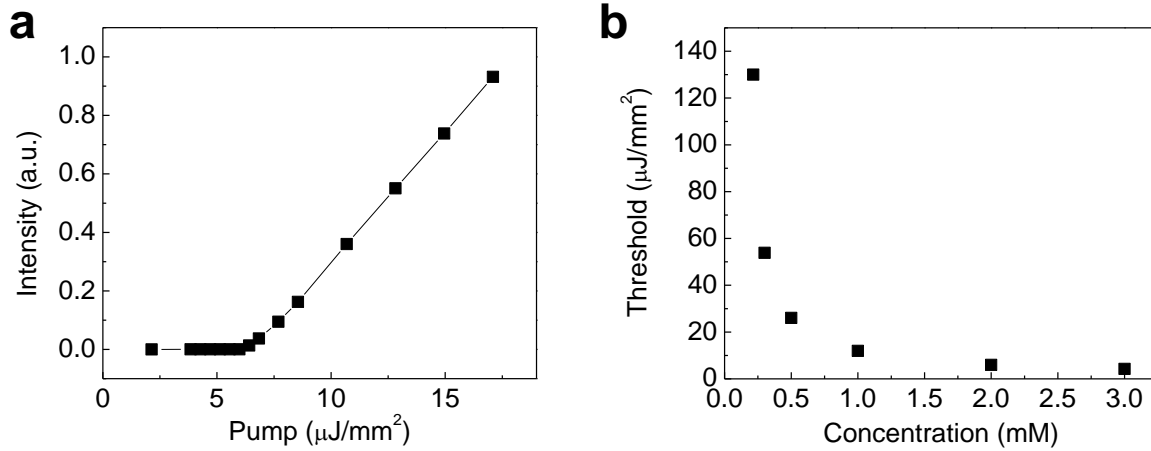 a
1.0
0.8
0.6
0.4
0.2
0.0
Intensity (a.u.)
0 5 10 15
Pump (μJ/mm²)
b
140
120
100
80
60
40
20
0
Threshold (μJ/mm²)
0.0 0.5 1.0 1.5 2.0 2.5 3.0
Concentration (mM)